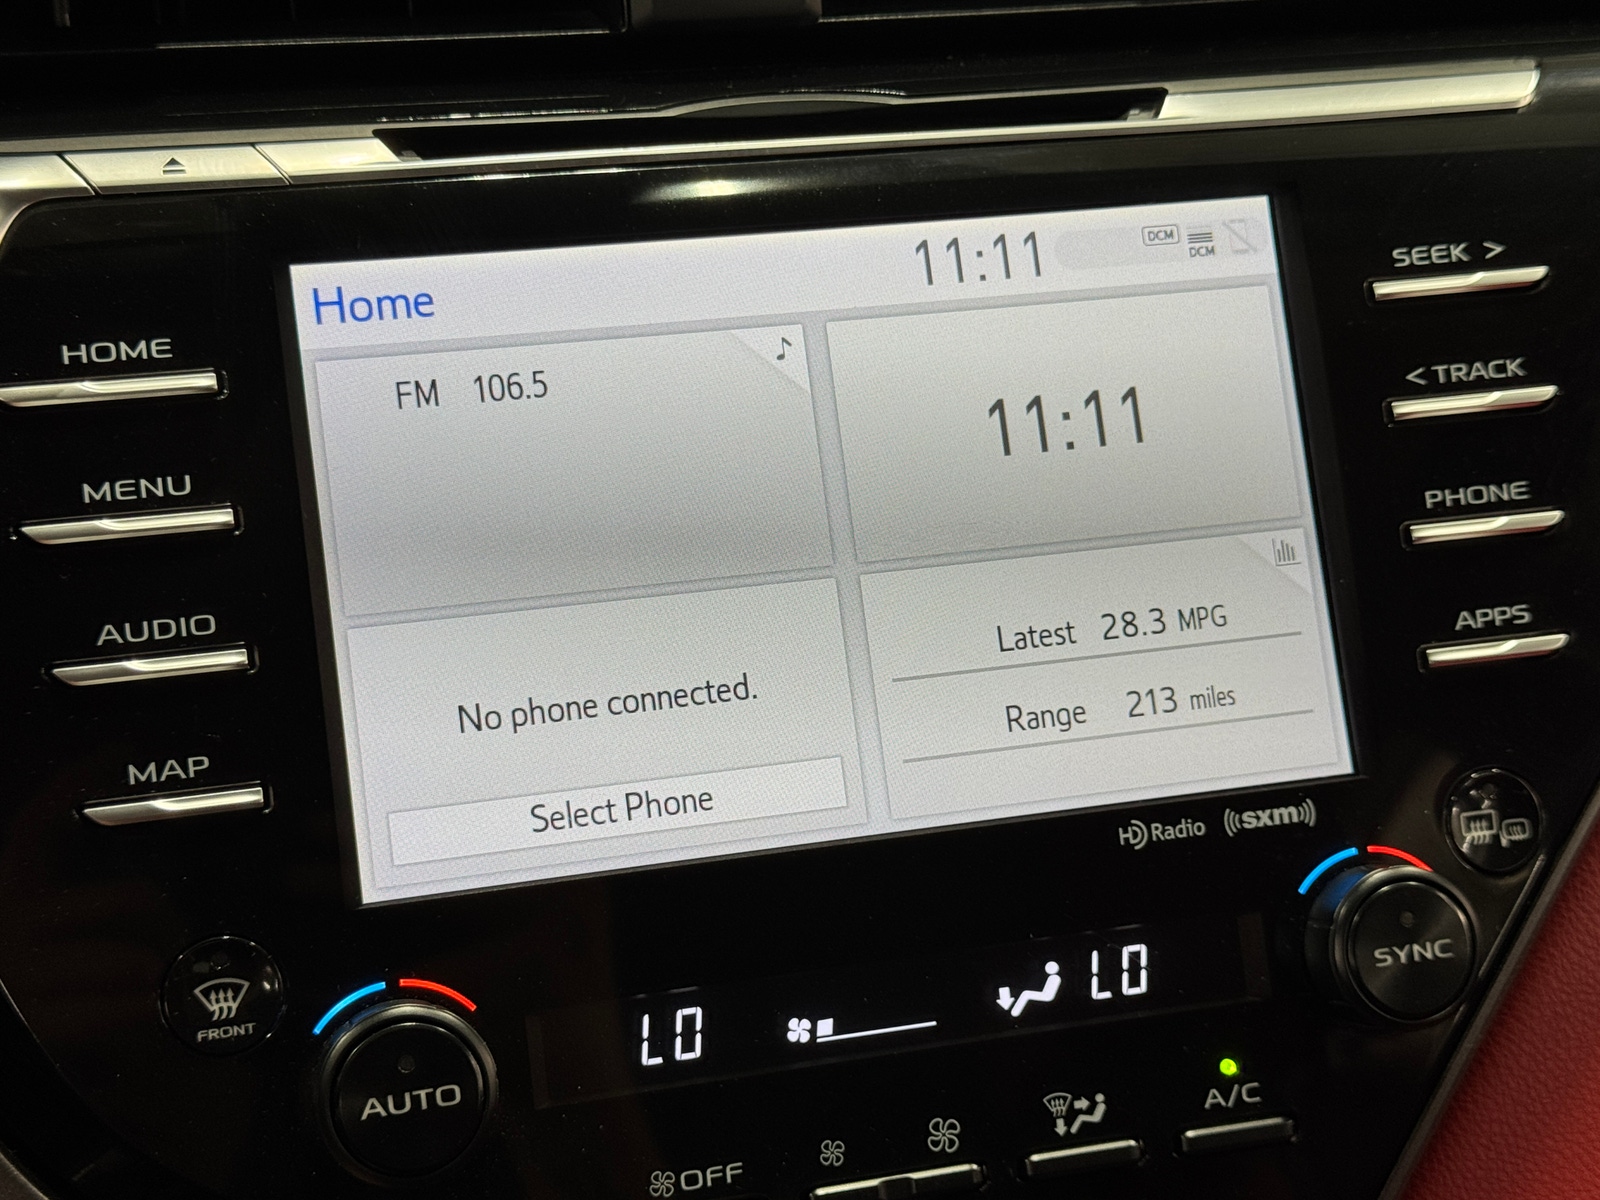 Home
11:11
DCM
DCM
FM 106.5
11:11
No phone connected.
Select Phone
Latest 28.3 MPG
Range 213 miles
HOME
MENU
AUDIO
MAP
SEEK >
< TRACK
PHONE
APPS
HD Radio ((sxm))
FRONT
AUTO
LO
LO
SYNC
OFF
A/C